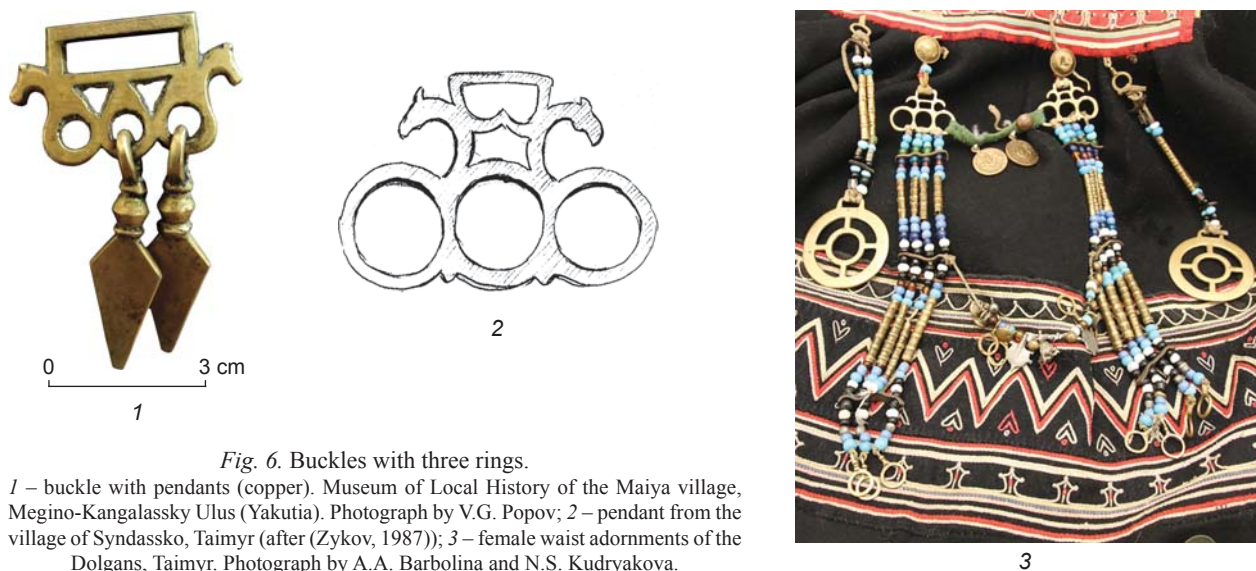 0 3 cm
1
2
Fig. 6. Buckles with three rings.
1 – buckle with pendants (copper). Museum of Local History of the Maiya village,
Megino-Kangalassky Ulus (Yakutia). Photograph by V.G. Popov; 2 – pendant from the
village of Syndassko, Taimyr (after (Zykov, 1987)); 3 – female waist adornments of the
Dolgans, Taimyr. Photograph by A.A. Barbolina and N.S. Kudryakova.
3